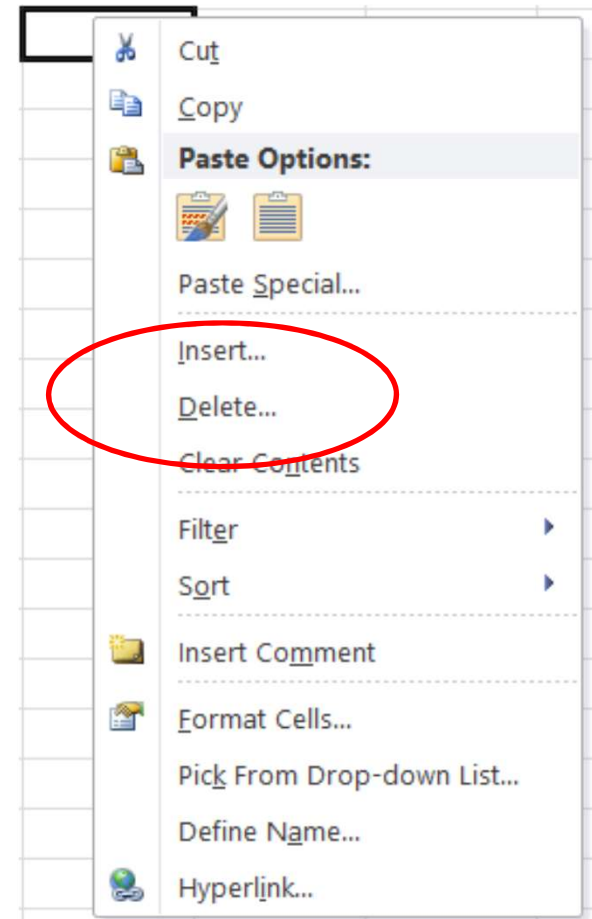 Cut
Copy
Paste Options:
Paste Special...
Insert...
Delete...
Clear Contents
Filter
Sort
Insert Comment
Format Cells...
Pick From Drop-down List...
Define Name...
Hyperlink...